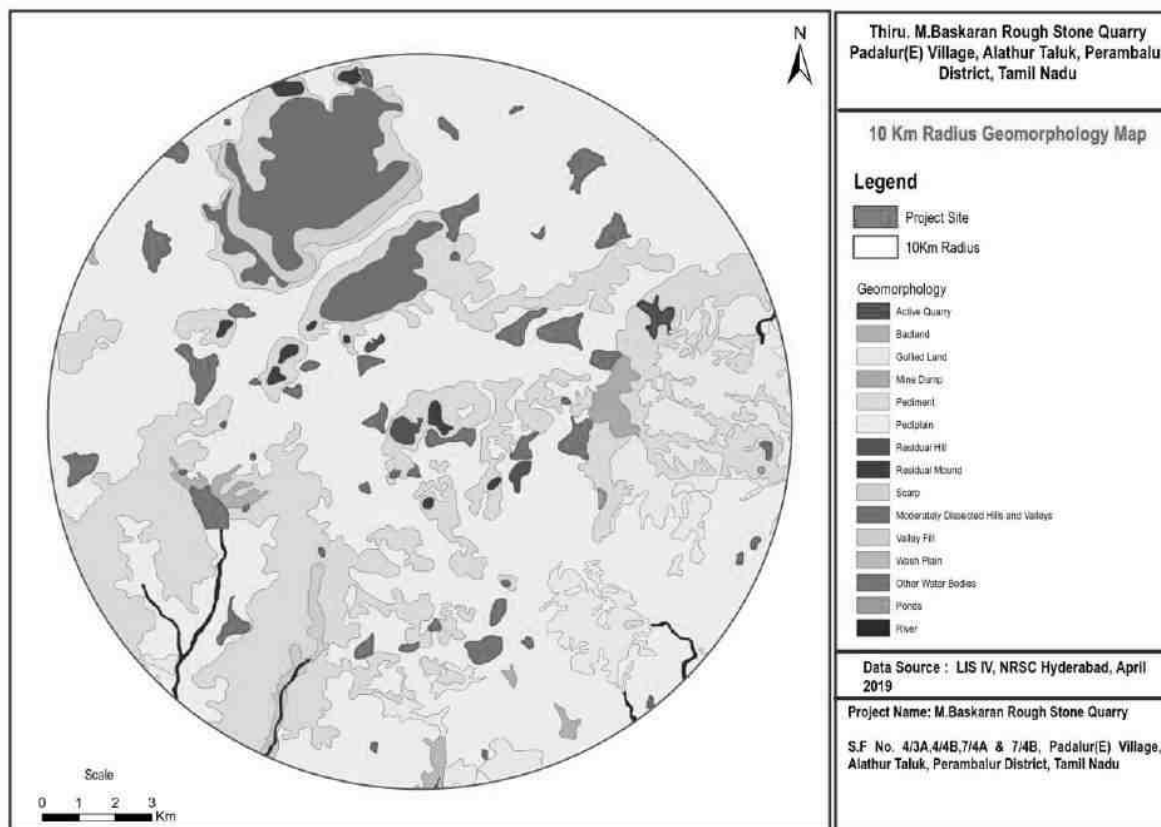 N
Scale
0 1 2 3
Km
Thiru. M.Baskaran Rough Stone Quarry
Padalur(E) Village, Alathur Taluk, Perambalu
District, Tamil Nadu
10 Km Radius Geomorphology Map
Legend
Project Site
10Km Radius
Geomorphology
Active Quarry
Badland
Gullied Land
Mine Dump
Pediment
Pediplain
Residual Hill
Residual Mound
Scarp
Moderately Dissected Hills and Valleys
Valley Fill
Wash Plain
Other Water Bodies
Ponds
River
Data Source : LIS IV, NRSC Hyderabad, April
2019
Project Name: M.Baskaran Rough Stone Quarry
S.F No. 4/3A,4/4B,7/4A & 7/4B, Padalur(E) Village,
Alathur Taluk, Perambalur District, Tamil Nadu